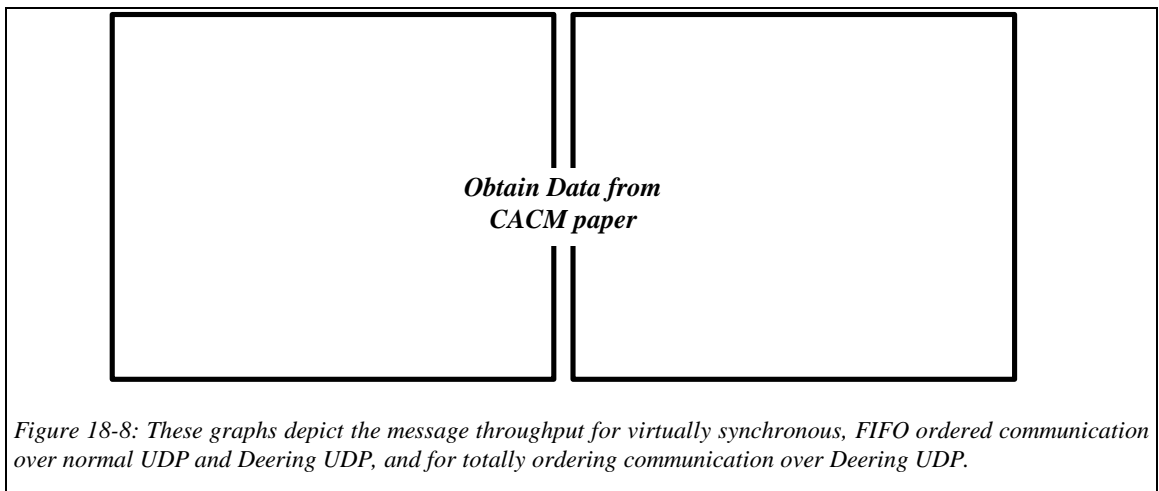 Obtain Data from
CACM paper
Figure 18-8: These graphs depict the message throughput for virtually synchronous, FIFO ordered communication
over normal UDP and Deering UDP, and for totally ordering communication over Deering UDP.